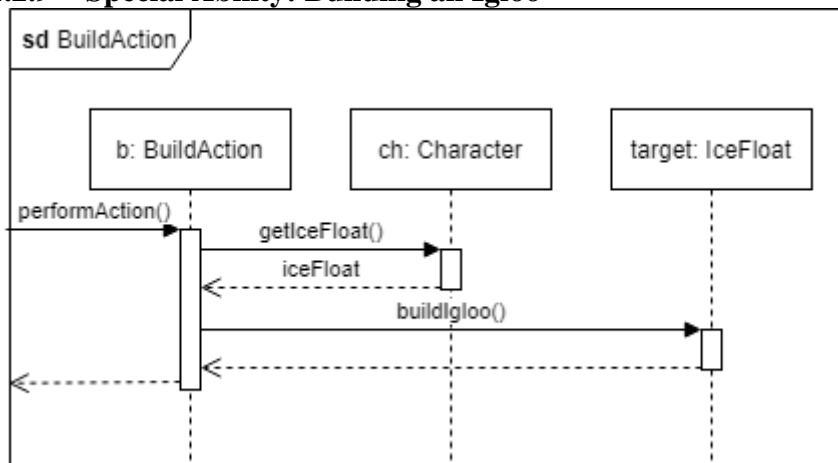 Special Ability: Building an Igloo
sd BuildAction
b: BuildAction
ch: Character
target: IceFloat
performAction()
getIceFloat()
iceFloat
buildIgloo()